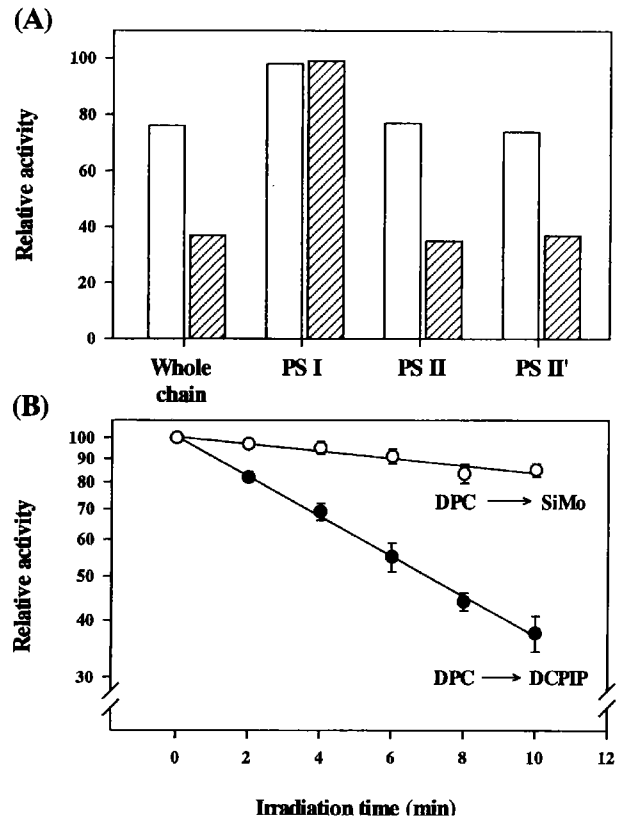 (A)
Relative activity
100
80
60
40
20
0
Whole chain
PS I
PS II
PS II'
(B)
Relative activity
100
90
80
70
60
50
40
30
DPC → SiMo
DPC → DCPIP
0 2 4 6 8 10 12
Irradiation time (min)